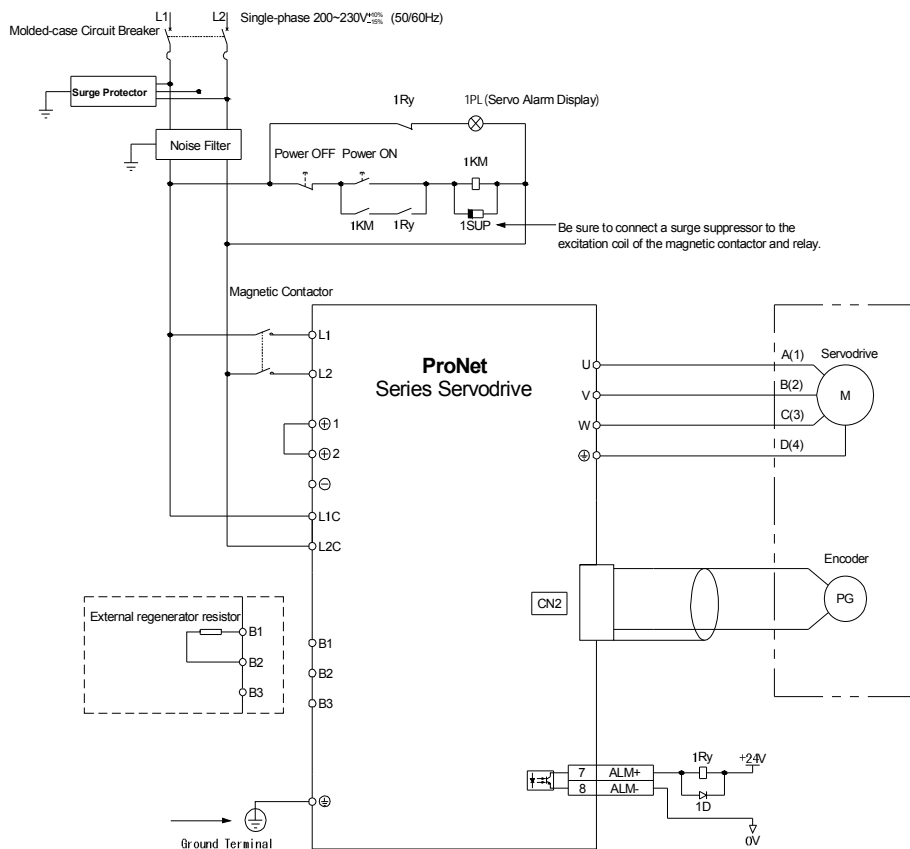 L1 L2 Single-phase 200~230V +10% -15% (50/60Hz)
Molded-case Circuit Breaker
Surge Protector
1Ry 1PL (Servo Alarm Display)
Noise Filter
Power OFF Power ON
1KM
1KM 1Ry 1SUP
Be sure to connect a surge suppressor to the
excitation coil of the magnetic contactor and relay.
Magnetic Contactor
L1
L2
ProNet
Series Servodrive
U
V
W
A(1)
B(2)
C(3)
D(4)
Servodrive
M
1
2
L1C
L2C
Encoder
CN2
PG
External regenerator resistor
B1
B2
B3
B1
B2
B3
7 ALM+
8 ALM-
1Ry
+24V
1D
0V
Ground Terminal